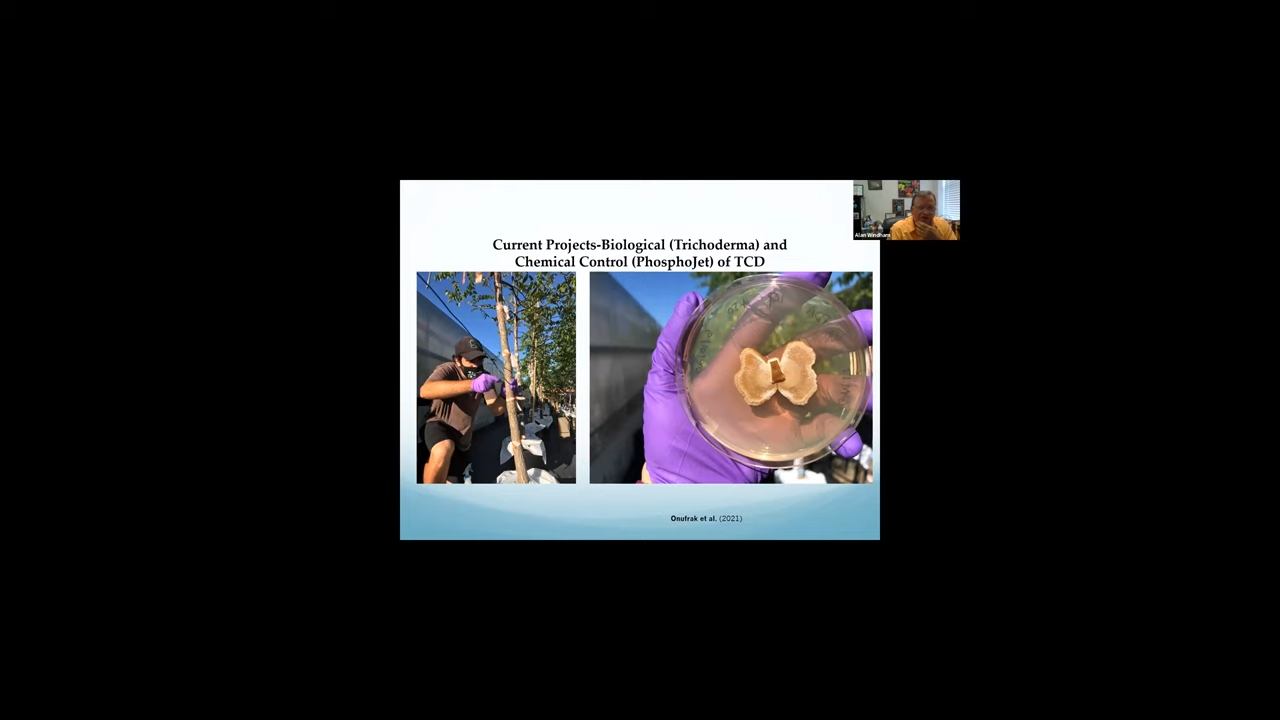 Current Projects-Biological (Trichoderma) and
Chemical Control (PhosphoJet) of TCD
Alan Windham
Onufrak et al. (2021)